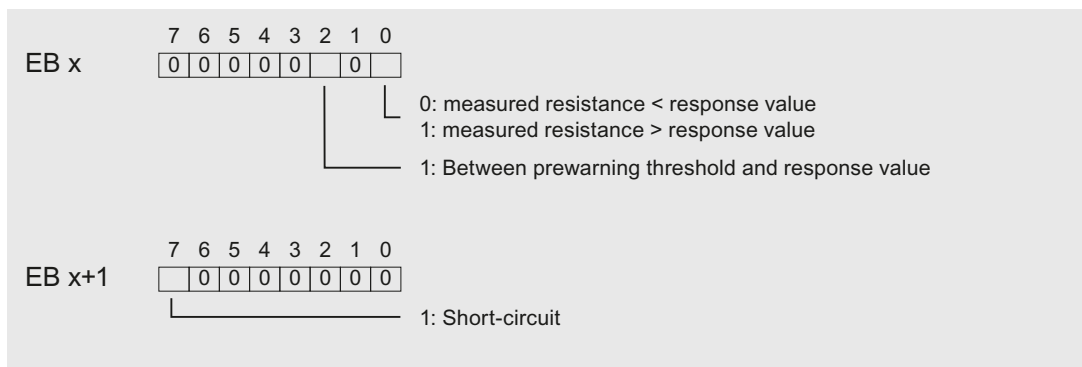 7 6 5 4 3 2 1 0
EB x 0 0 0 0 0 0
0: measured resistance < response value
1: measured resistance > response value
1: Between prewarning threshold and response value
7 6 5 4 3 2 1 0
EB x+1 0 0 0 0 0 0 0
1: Short-circuit